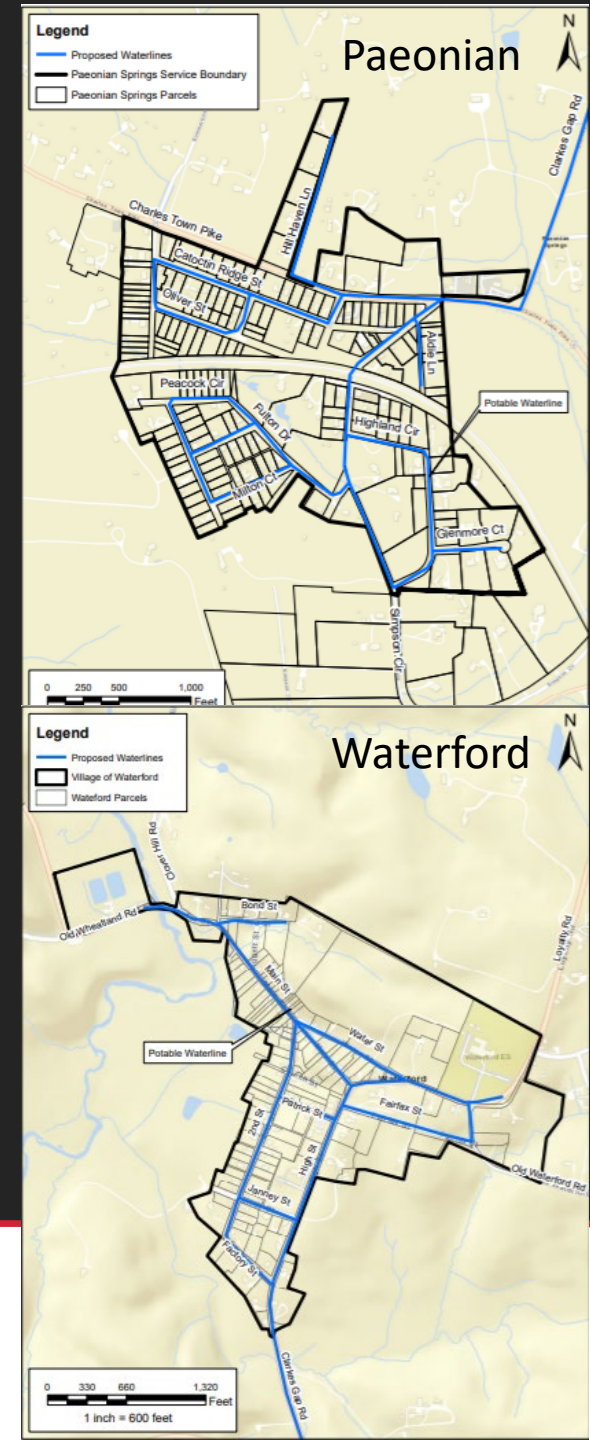 Legend
Proposed Waterlines
Paeonian Springs Service Boundary
Paeonian Springs Parcels
Paeonian
N
Clarkes Gap Rd
Charles Town Pike
Hill Haven Ln
Catoctin Ridge St
Oliver St
Aldie Ln
Peacock Cir
Potable Waterline
Fulton Dr
Highland Cir
Milton Ct
Glenmore Ct
Simpson Cir
0 250 500 1,000
Feet
Legend
Proposed Waterlines
Village of Waterford
Wateford Parcels
Waterford
N
Clover Hill Rd
Old Wheatland Rd
Bond St
Loyalty Rd
Main St
Water St
Potable Waterline
Waterford
Patrick St
Fairfax St
2nd St
High St
Old Waterford Rd
Janney St
Factory St
Clarkes Gap Rd
0 330 660 1,320
Feet
1 inch = 600 feet